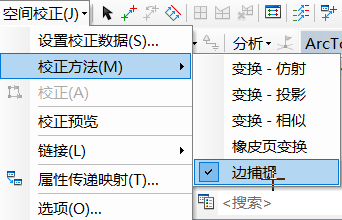 空间校正(J)
设置校正数据(S)...
分析
ArcTo
校正方法(M)
变换 - 仿射
校正(A)
变换 - 投影
校正预览
变换 - 相似
链接(L)
橡皮页变换
属性传递映射(T)...
边捕捉
选项(O)...
<搜索>